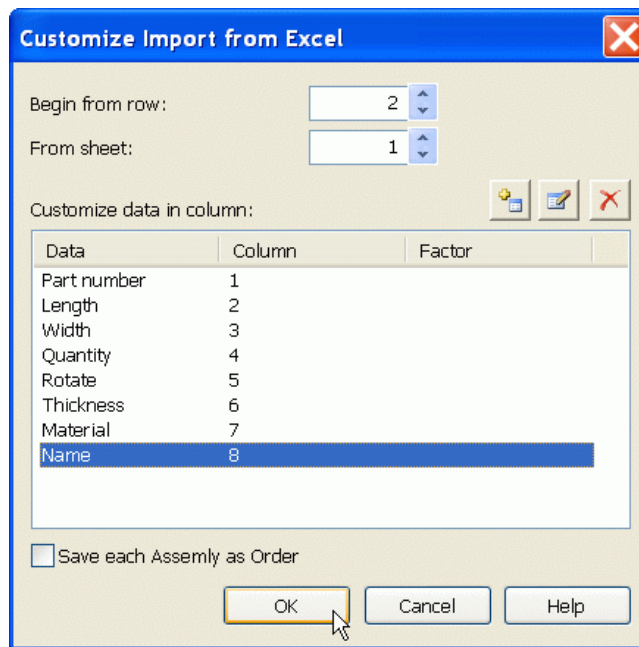 Customize Import from Excel
Begin from row: 2
From sheet: 1
Customize data in column:
Data Column Factor
Part number 1
Length 2
Width 3
Quantity 4
Rotate 5
Thickness 6
Material 7
Name 8
Save each Assemly as Order
OK Cancel Help